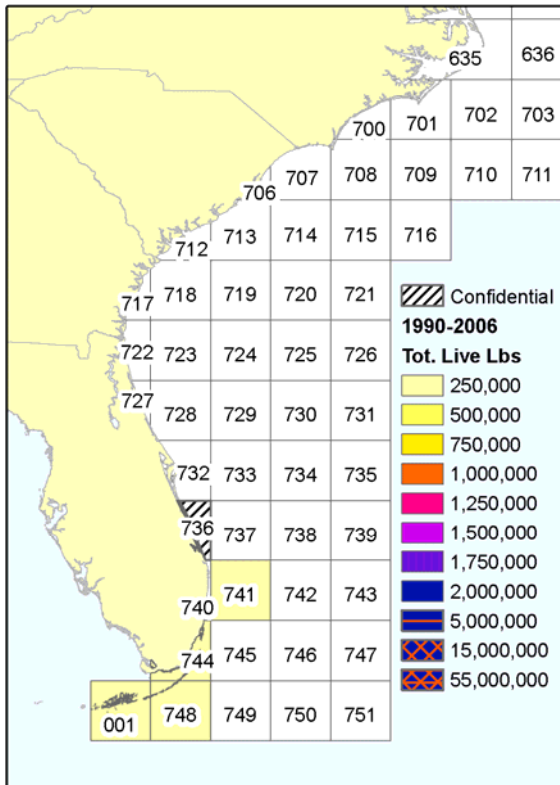 635 636
700 701 702 703
706 707 708 709 710 711
712 713 714 715 716
717 718 719 720 721
722 723 724 725 726
727 728 729 730 731
732 733 734 735
736 737 738 739
740 741 742 743
744 745 746 747
001 748 749 750 751
Confidential
1990-2006
Tot. Live Lbs
250,000
500,000
750,000
1,000,000
1,250,000
1,500,000
1,750,000
2,000,000
5,000,000
15,000,000
55,000,000